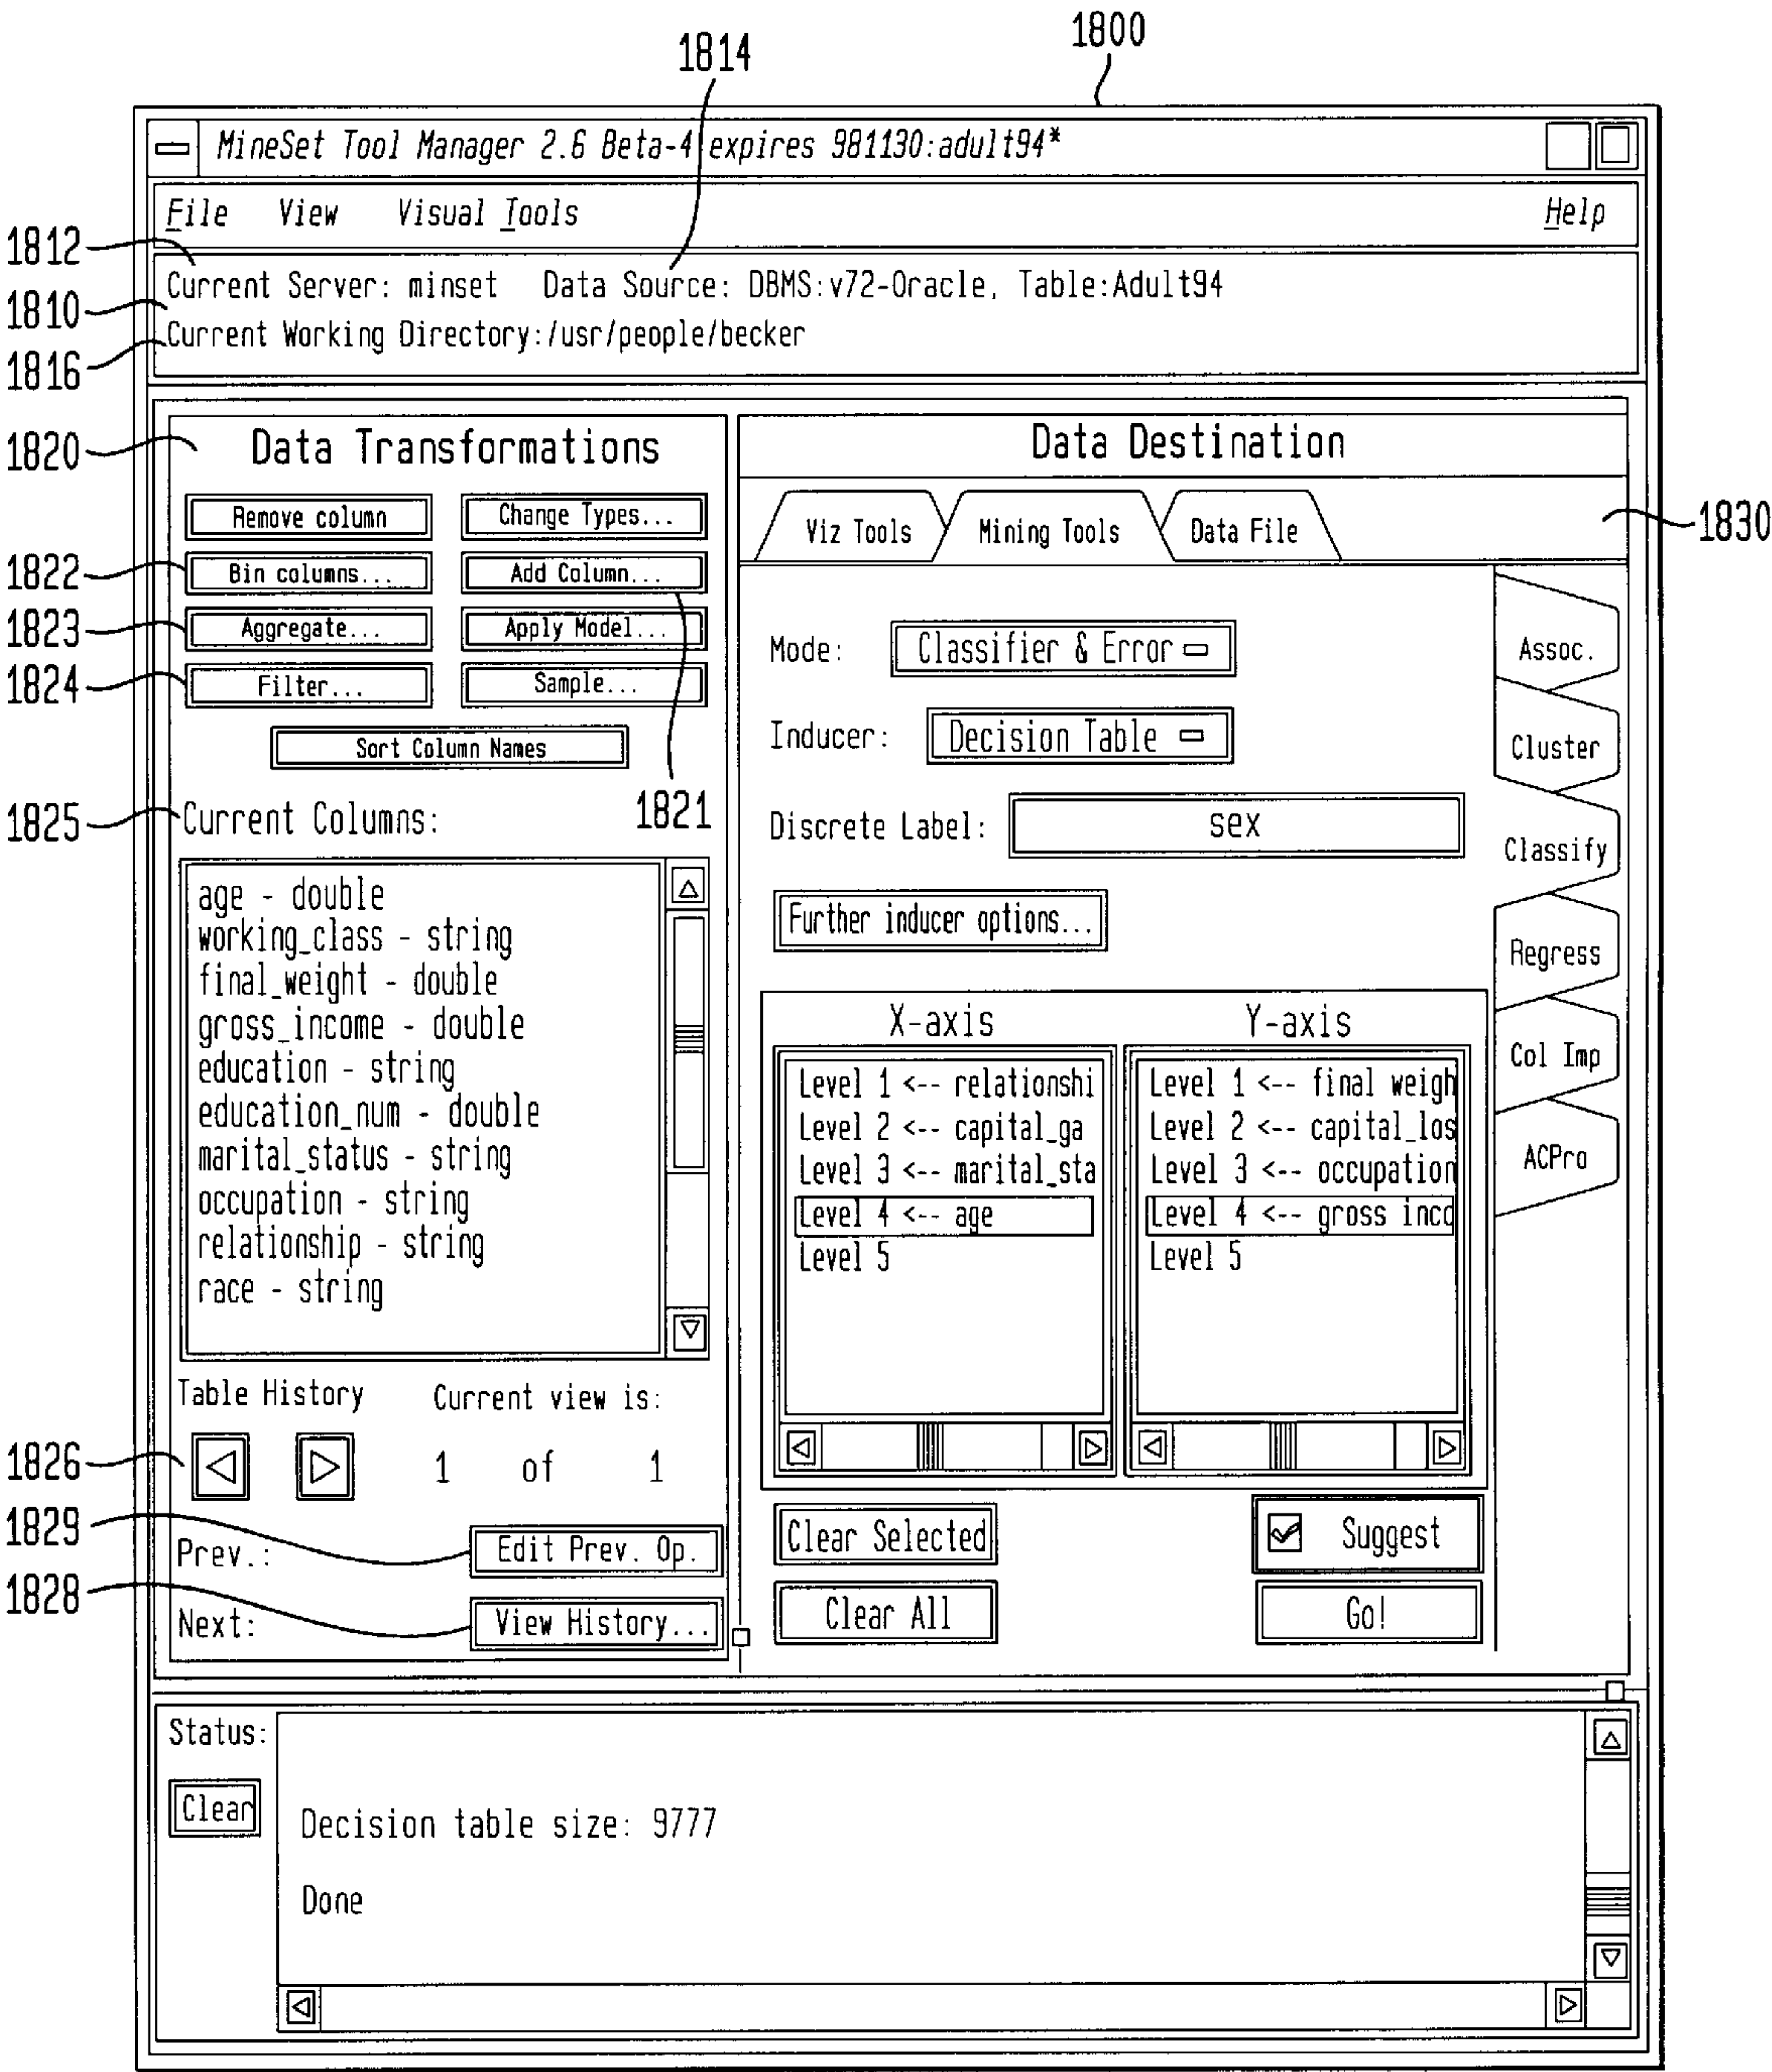 1814
1800
MineSet Tool Manager 2.6 Beta-4 expires 981130:adult94*
File View Visual Tools Help
1812
Current Server: minset Data Source: DBMS:v72-Oracle, Table:Adult94
1810
Current Working Directory:/usr/people/becker
1816
1820
Data Transformations
Remove column Change Types...
1822 Bin columns... Add Column...
1823 Aggregate... Apply Model...
1824 Filter... Sample...
Sort Column Names
1821
1825 Current Columns:
age - double
working_class - string
final_weight - double
gross_income - double
education - string
education_num - double
marital_status - string
occupation - string
relationship - string
race - string
Table History Current view is:
1826 1 of 1
1829
Prev.: Edit Prev. Op.
1828
Next: View History...
Data Destination
Viz Tools Mining Tools Data File
1830
Mode: Classifier & Error
Inducer: Decision Table
Discrete Label: sex
Further inducer options...
X-axis
Level 1 <-- relationshi
Level 2 <-- capital_ga
Level 3 <-- marital_sta
Level 4 <-- age
Level 5
Y-axis
Level 1 <-- final weigh
Level 2 <-- capital_los
Level 3 <-- occupation
Level 4 <-- gross inco
Level 5
Clear Selected Suggest
Clear All Go!
Assoc.
Cluster
Classify
Regress
Col Imp
ACPro
Status:
Clear
Decision table size: 9777
Done